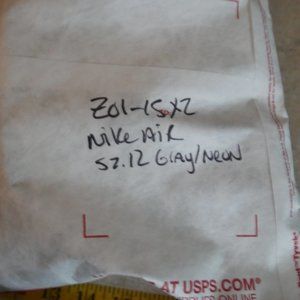 Z01-15X2
Nike AiR
SZ.12 GRAY/NEON
AT USPS.COM®